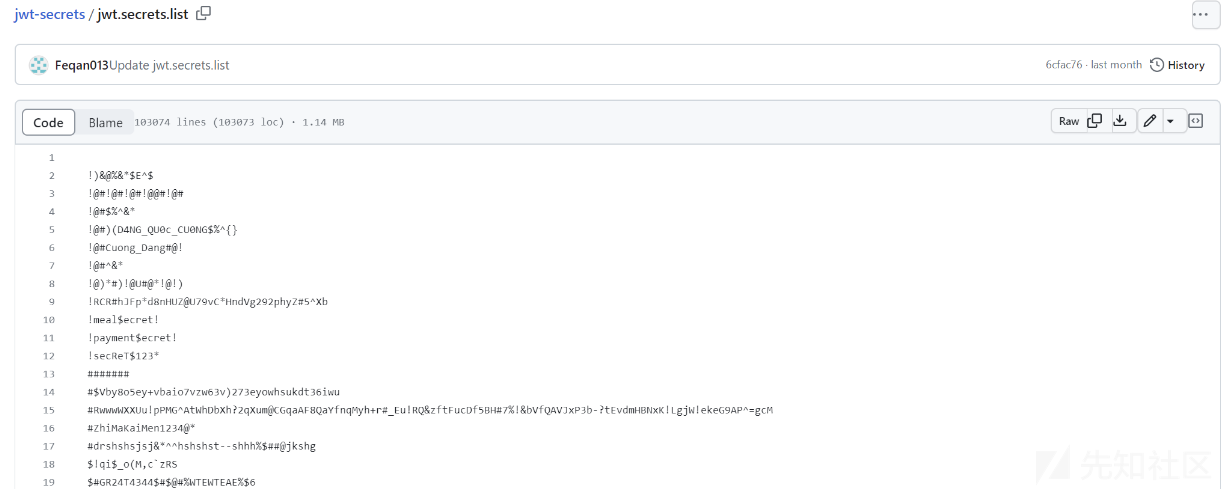 jwt-secrets / jwt.secrets.list
Feqan013 Update jwt.secrets.list
6cfac76 · last month
History
Code
Blame
103074 lines (103073 loc) · 1.14 MB
Raw
1
2 !)&@%&*$E^$
3 !@#!@#!@#!@@#!@#
4 !@#$%^&*
5 !@#)(D4NG_QU0c_CU0NG$%^{}
6 !@#Cuong_Dang#@!
7 !@#^&*
8 !@)*#)!@U#@*!@!)
9 !RCR#hJFp*d8nHUZ@U79vC*HndVg292phyZ#5^Xb
10 !meal$ecret!
11 !payment$ecret!
12 !secReT$123*
13 #######
14 #$Vby8o5ey+vbaio7vzw63v)273eyowhsukdt36iwu
15 #RwwwWXXUu!pPMG^AtWhDbXh?2qXum@CGqaAF8QaYfnqMyh+r#_Eu!RQ&zftFucDf5BH#7%!&bVfQAVJxP3b-?tEvdmHBNxK!LgjW!ekeG9AP^=gcM
16 #ZhiMaKaiMen1234@*
17 #drshshsjsj&*^^hshshst--shhh%$##@jkshg
18 $!qi$_o(M,c`zRS
19 $#GR24T4344$#$@#%WTEWTEAE%$6
先知社区